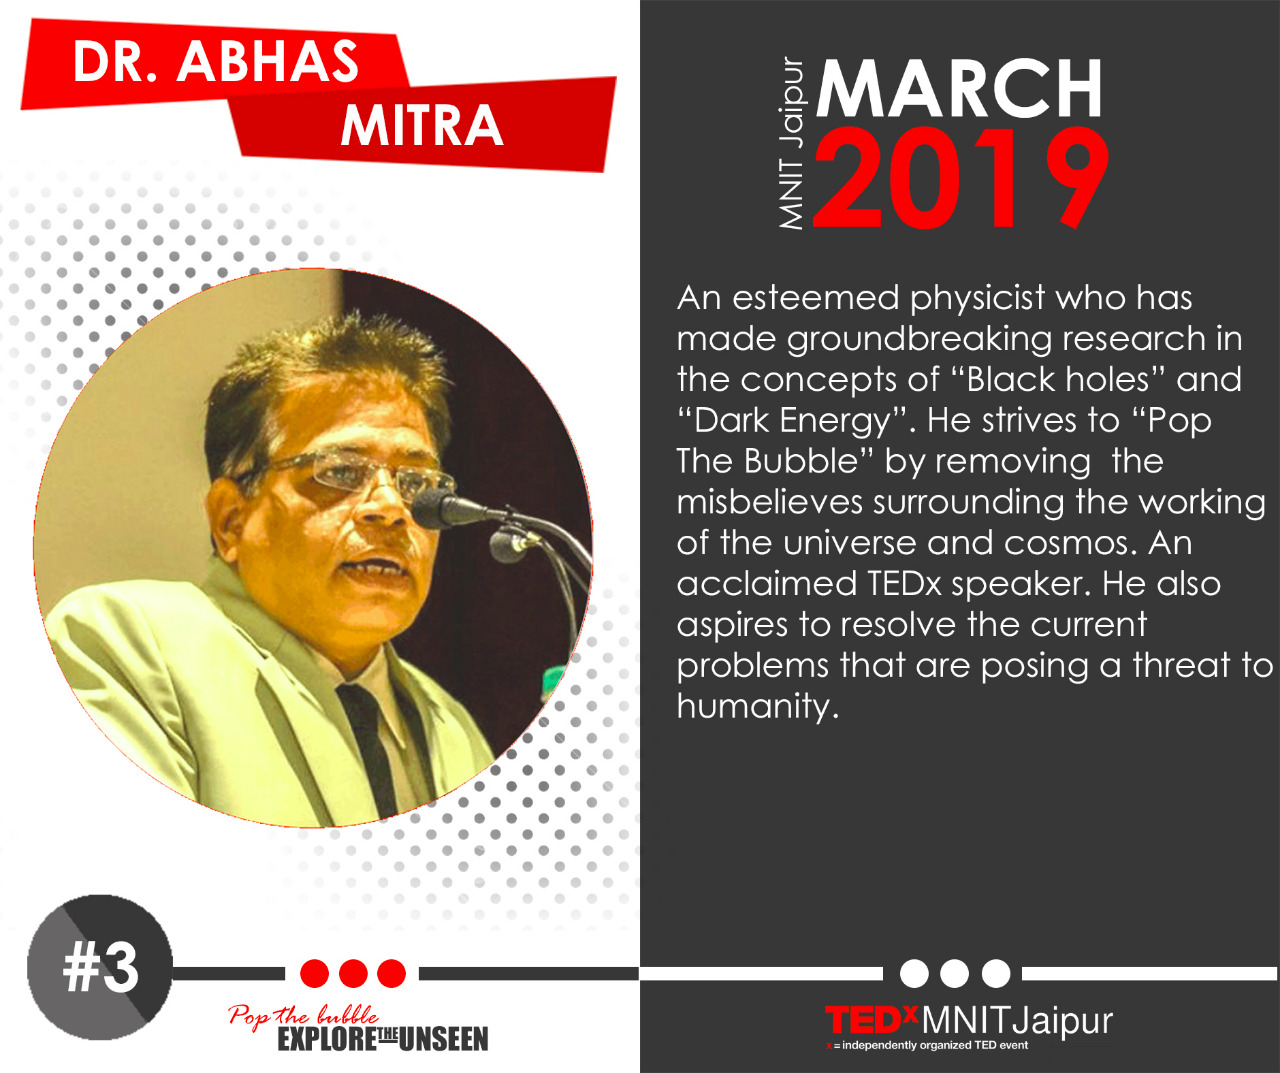 DR. ABHAS
MITRA
MNIT Jaipur
MARCH
2019
An esteemed physicist who has
made groundbreaking research in
the concepts of “Black holes” and
“Dark Energy”. He strives to “Pop
The Bubble” by removing  the
misbelieves surrounding the working
of the universe and cosmos. An
acclaimed TEDx speaker. He also
aspires to resolve the current
problems that are posing a threat to
humanity.
#3
Pop the bubble
EXPLORE THE UNSEEN
TEDxMNITJaipur
x = independently organized TED event